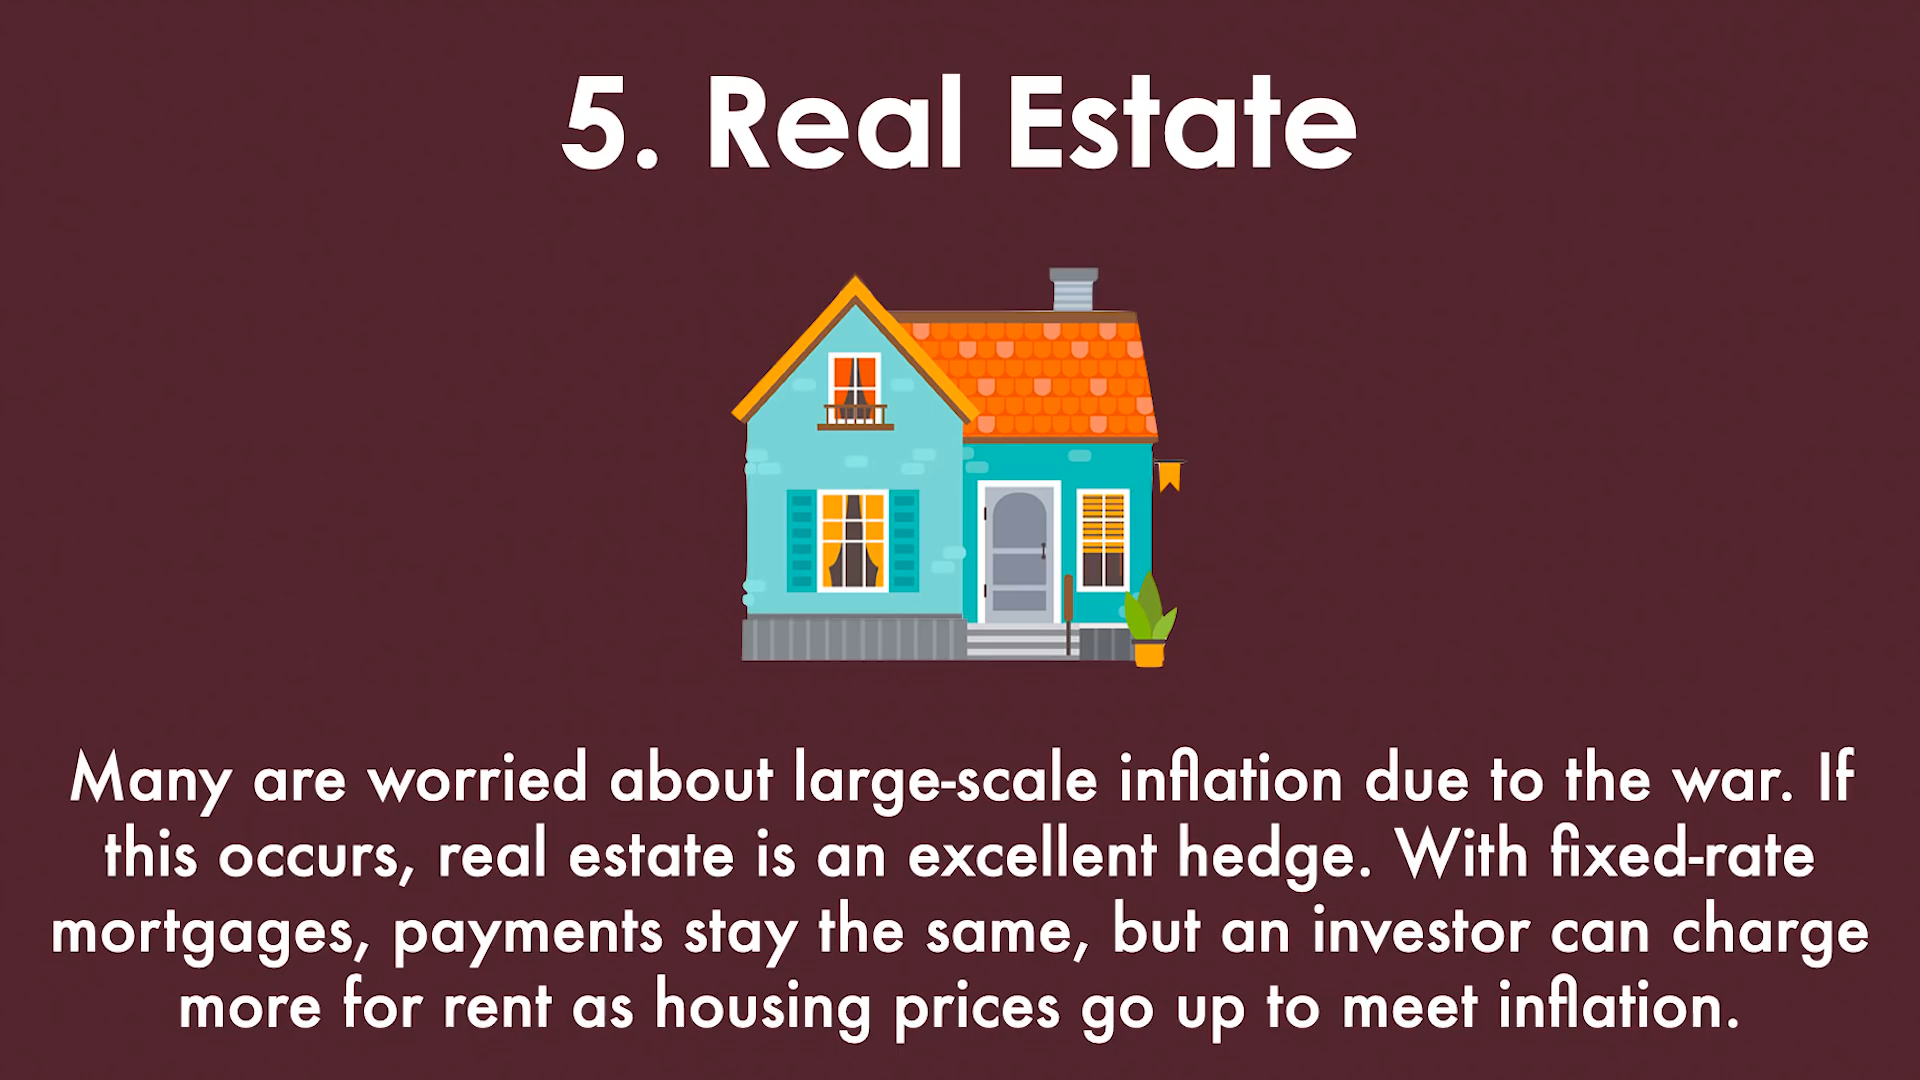 5. Real Estate
Many are worried about large-scale inflation due to the war. If
this occurs, real estate is an excellent hedge. With fixed-rate
mortgages, payments stay the same, but an investor can charge
more for rent as housing prices go up to meet inflation.